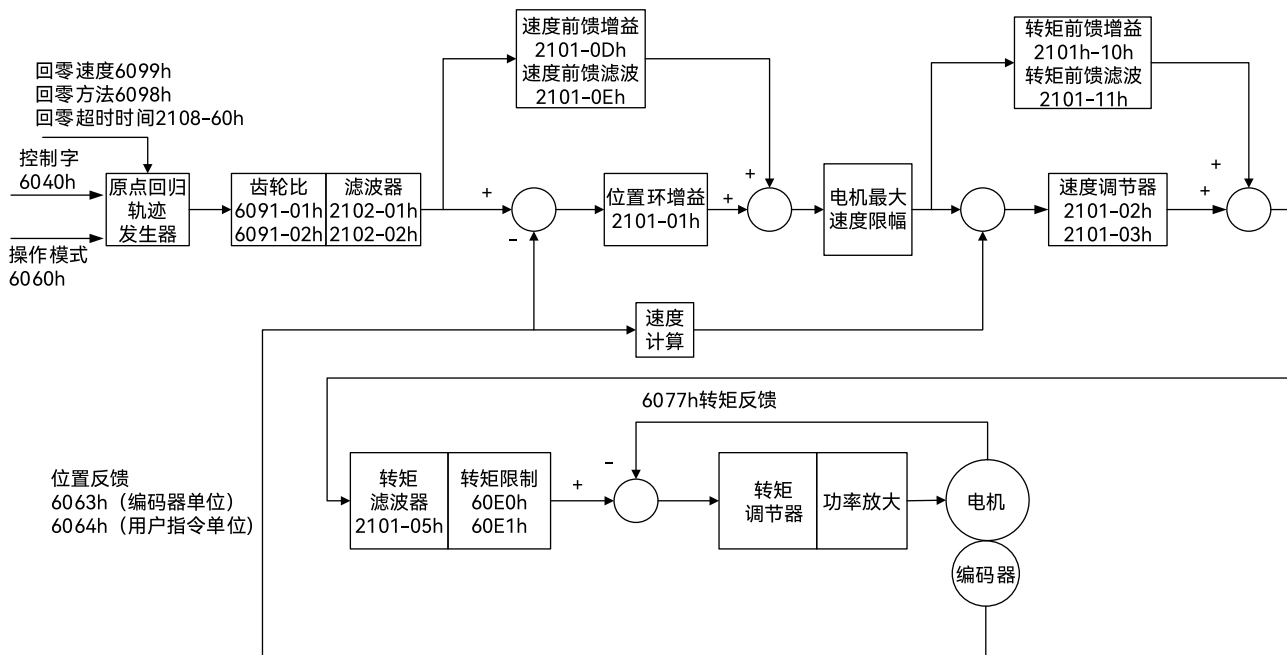 速度前馈增益
2101-0Dh
速度前馈滤波
2101-0Eh
转矩前馈增益
2101h-10h
转矩前馈滤波
2101-11h
回零速度6099h
回零方法6098h
回零超时时间2108-60h
控制字
6040h
操作模式
6060h
原点回归
轨迹
发生器
齿轮比
6091-01h
6091-02h
滤波器
2102-01h
2102-02h
+
-
位置环增益
2101-01h
+
+
电机最大
速度限幅
速度调节器
2101-02h
2101-03h
+
+
速度
计算
6077h转矩反馈
位置反馈
6063h（编码器单位）
6064h（用户指令单位）
转矩
滤波器
2101-05h
转矩限制
60E0h
60E1h
+
-
转矩
调节器
功率放大
电机
编码器